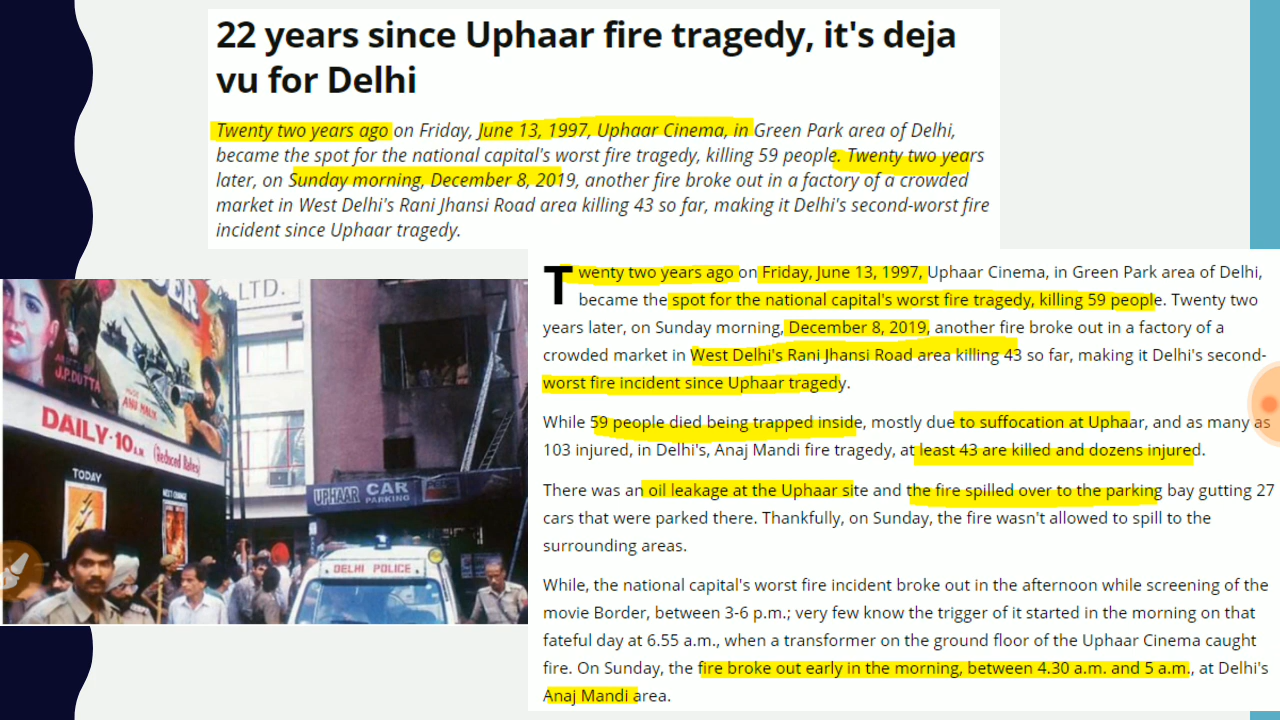 22 years since Uphaar fire tragedy, it's deja
vu for Delhi
Twenty two years ago on Friday, June 13, 1997, Uphaar Cinema, in Green Park area of Delhi,
became the spot for the national capital's worst fire tragedy, killing 59 people. Twenty two years
later, on Sunday morning, December 8, 2019, another fire broke out in a factory of a crowded
market in West Delhi's Rani Jhansi Road area killing 43 so far, making it Delhi's second-worst fire
incident since Uphaar tragedy.
Twenty two years ago on Friday, June 13, 1997, Uphaar Cinema, in Green Park area of Delhi,
became the spot for the national capital's worst fire tragedy, killing 59 people. Twenty two
years later, on Sunday morning, December 8, 2019, another fire broke out in a factory of a
crowded market in West Delhi's Rani Jhansi Road area killing 43 so far, making it Delhi's second-
worst fire incident since Uphaar tragedy.
While 59 people died being trapped inside, mostly due to suffocation at Uphaar, and as many as
103 injured, in Delhi's, Anaj Mandi fire tragedy, at least 43 are killed and dozens injured.
There was an oil leakage at the Uphaar site and the fire spilled over to the parking bay gutting 27
cars that were parked there. Thankfully, on Sunday, the fire wasn't allowed to spill to the
surrounding areas.
While, the national capital's worst fire incident broke out in the afternoon while screening of the
movie Border, between 3-6 p.m.; very few know the trigger of it started in the morning on that
fateful day at 6.55 a.m., when a transformer on the ground floor of the Uphaar Cinema caught
fire. On Sunday, the fire broke out early in the morning, between 4.30 a.m. and 5 a.m., at Delhi's
Anaj Mandi area.
LTD.
J.P.DUTTA
ANU MALIK
DAILY·10 A.M (Reduced Rates)
TODAY
NEXT CHANGE
UPHAAR CAR
PARKING
DELHI POLICE